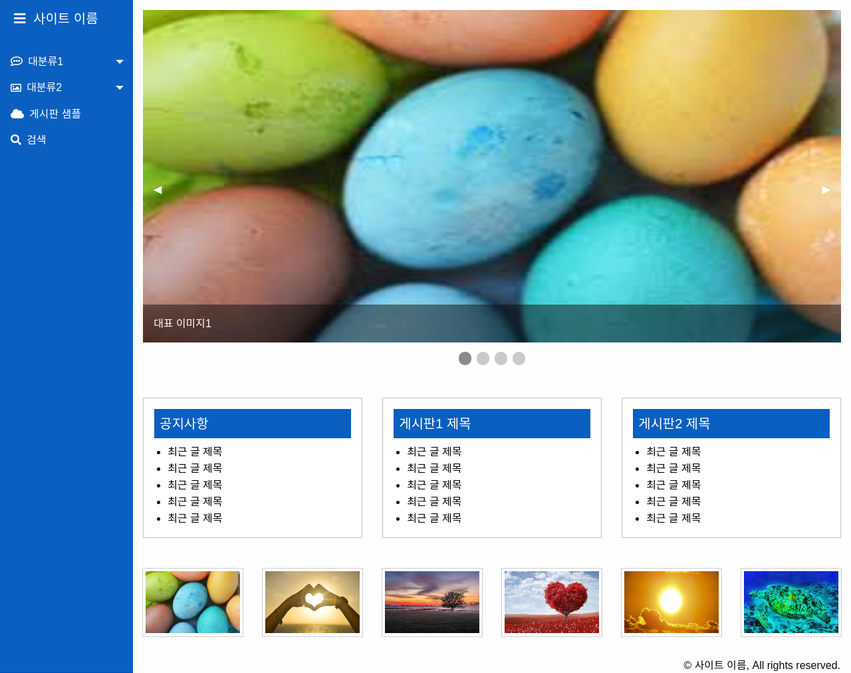 사이트 이름
대분류1
대분류2
게시판 샘플
검색
대표 이미지1
공지사항
최근 글 제목
최근 글 제목
최근 글 제목
최근 글 제목
최근 글 제목
게시판1 제목
최근 글 제목
최근 글 제목
최근 글 제목
최근 글 제목
최근 글 제목
게시판2 제목
최근 글 제목
최근 글 제목
최근 글 제목
최근 글 제목
최근 글 제목
© 사이트 이름, All rights reserved.